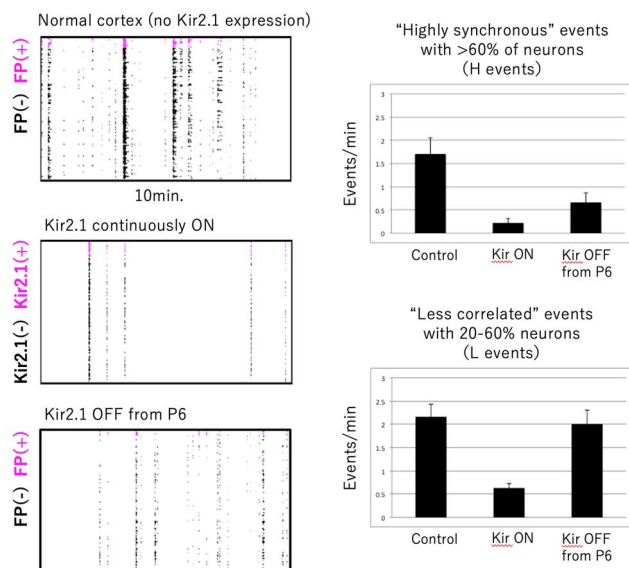 Normal cortex (no Kir2.1 expression)
FP(-) FP(+)
10min.
Kir2.1 continuously ON
Kir2.1(-) Kir2.1(+)
Kir2.1 OFF from P6
FP(-) FP(+)
“Highly synchronous” events
with >60% of neurons
(H events)
Events/min
3
2.5
2
1.5
1
0.5
0
Control
Kir ON
Kir OFF
from P6
“Less correlated” events
with 20-60% neurons
(L events)
Events/min
3
2.5
2
1.5
1
0.5
0
Control
Kir ON
Kir OFF
from P6